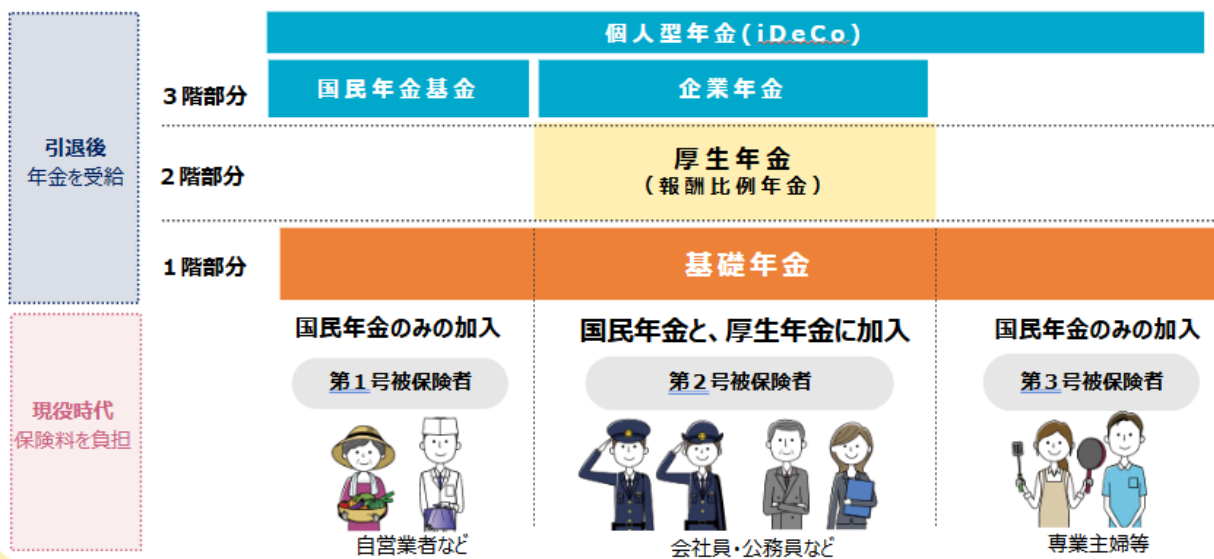 個人型年金(iDeCo)
3階部分
国民年金基金
企業年金
引退後
年金を受給
2階部分
厚生年金
(報酬比例年金)
1階部分
基礎年金
国民年金のみの加入
国民年金と、厚生年金に加入
国民年金のみの加入
第1号被保険者
第2号被保険者
第3号被保険者
現役時代
保険料を負担
自営業者など
会社員・公務員など
専業主婦等